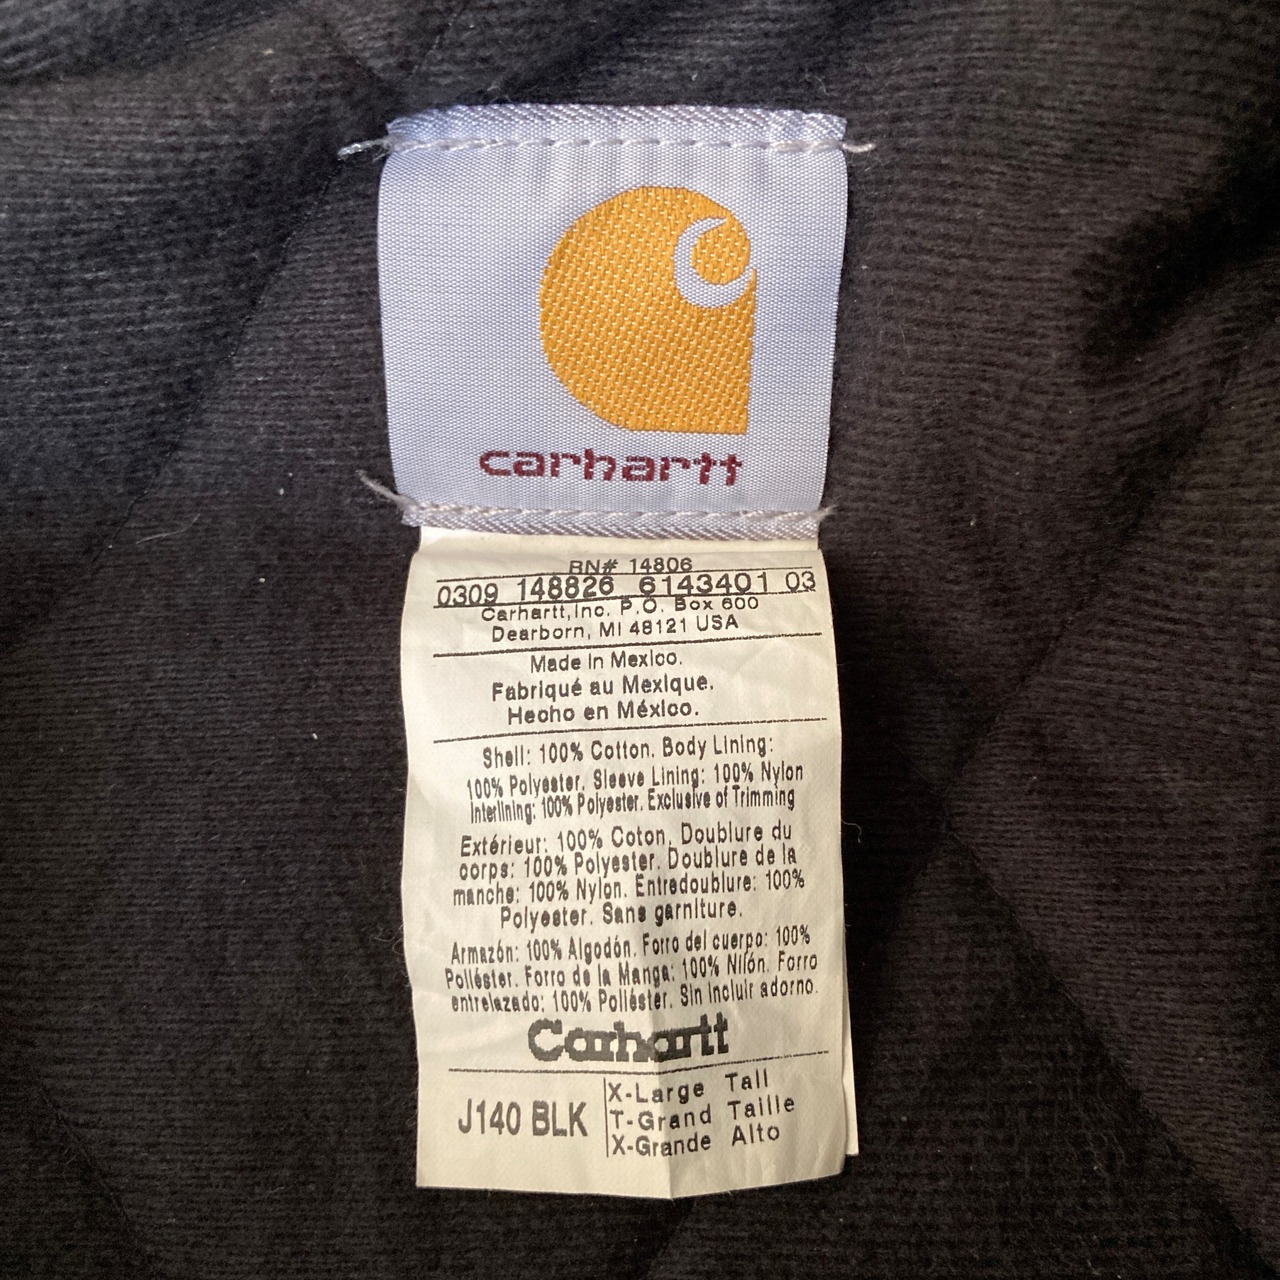 carhartt
RN# 14806
0309 148826 6143401 03
Carhartt,Inc. P.O. Box 600
Dearborn, MI 48121 USA
Made in Mexico.
Fabriqué au Mexique.
Hecho en México.
Shell: 100% Cotton. Body Lining:
100% Polyester. Sleeve Lining: 100% Nylon
Interlining: 100% Polyester. Exclusive of Trimming
Extérieur: 100% Coton. Doublure du
corps: 100% Polyester. Doublure de la
manche: 100% Nylon. Entredoublure: 100%
Polyester. Sans garniture.
Armazón: 100% Algodón. Forro del cuerpo: 100%
Poliéster. Forro de la Manga: 100% Nilón. Forro
entrelazado: 100% Poliéster. Sin incluir adorno.
Carhartt
J140 BLK
X-Large Tall
T-Grand Taille
X-Grande Alto